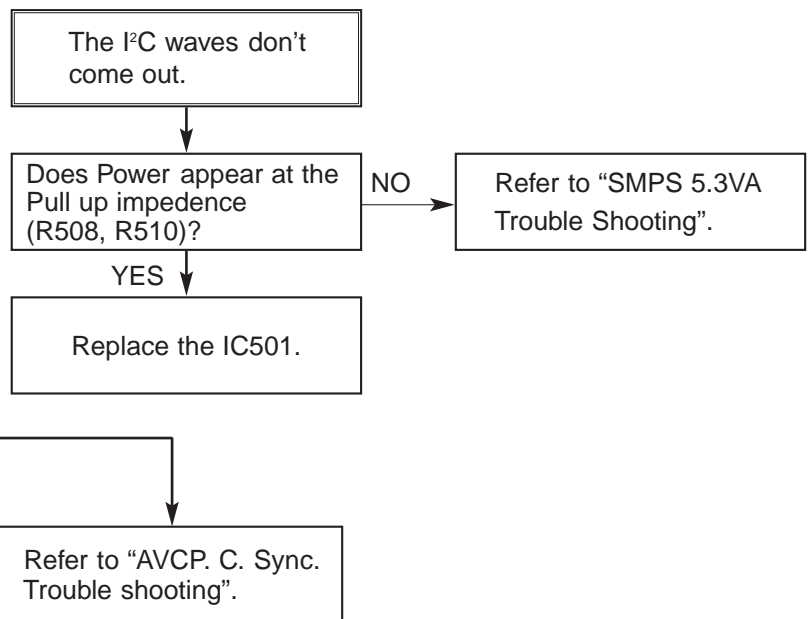 The I²C waves don't
come out.
Does Power appear at the
Pull up impedence
(R508, R510)?
NO
Refer to “SMPS 5.3VA
Trouble Shooting”.
YES
Replace the IC501.
Refer to “AVCP. C. Sync.
Trouble shooting”.